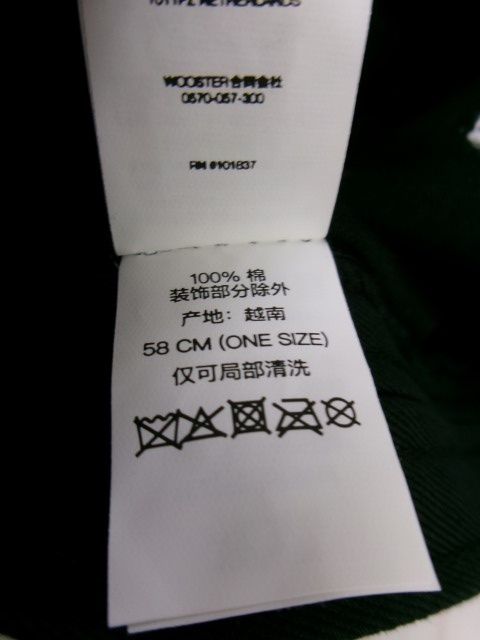 WOOSTER合同会社
0570-057-300
RN #101837
100% 棉
装饰部分除外
产地: 越南
58 CM (ONE SIZE)
仅可局部清洗